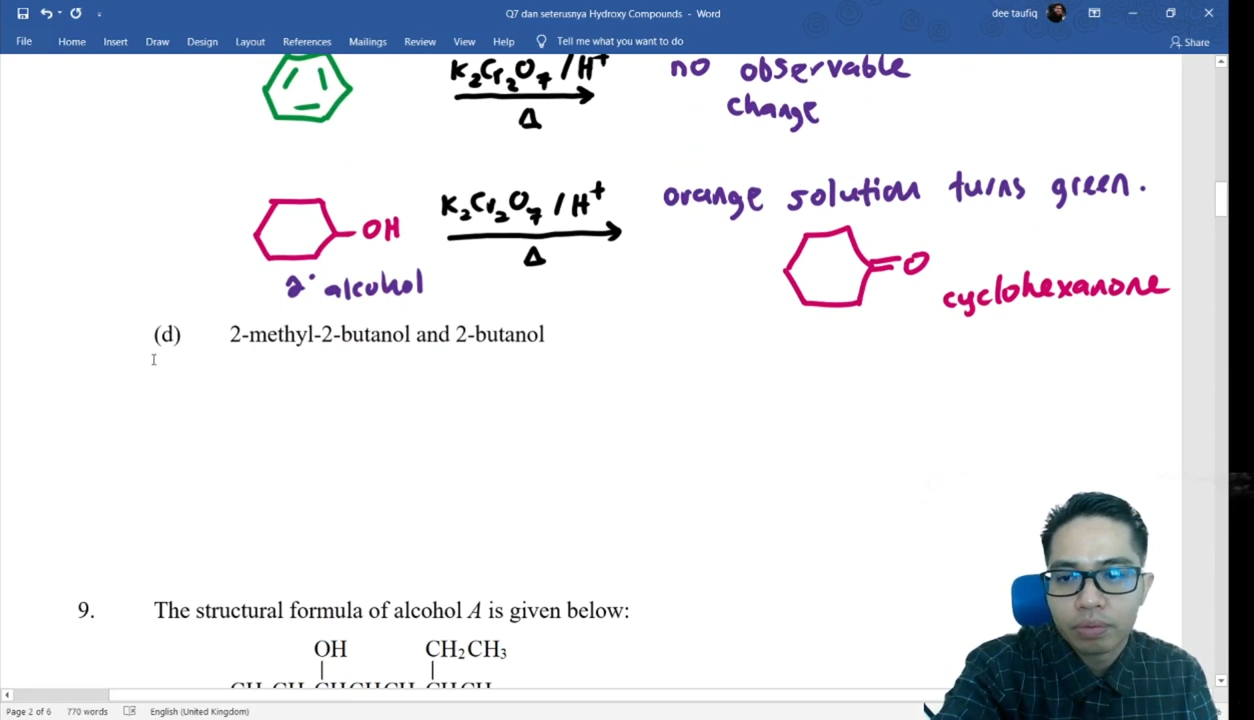 Q7 dan seterusnya Hydroxy Compounds - Word
dee taufiq
File Home Insert Draw Design Layout References Mailings Review View Help Tell me what you want to do
Share
K₂Cr₂O₇ / H⁺
Δ
no observable
change
OH
2° alcohol
K₂Cr₂O₇ / H⁺
Δ
orange solution turns green.
=O
cyclohexanone
(d) 2-methyl-2-butanol and 2-butanol
9. The structural formula of alcohol A is given below:
OH CH₂CH₃
Page 2 of 6 770 words English (United Kingdom)